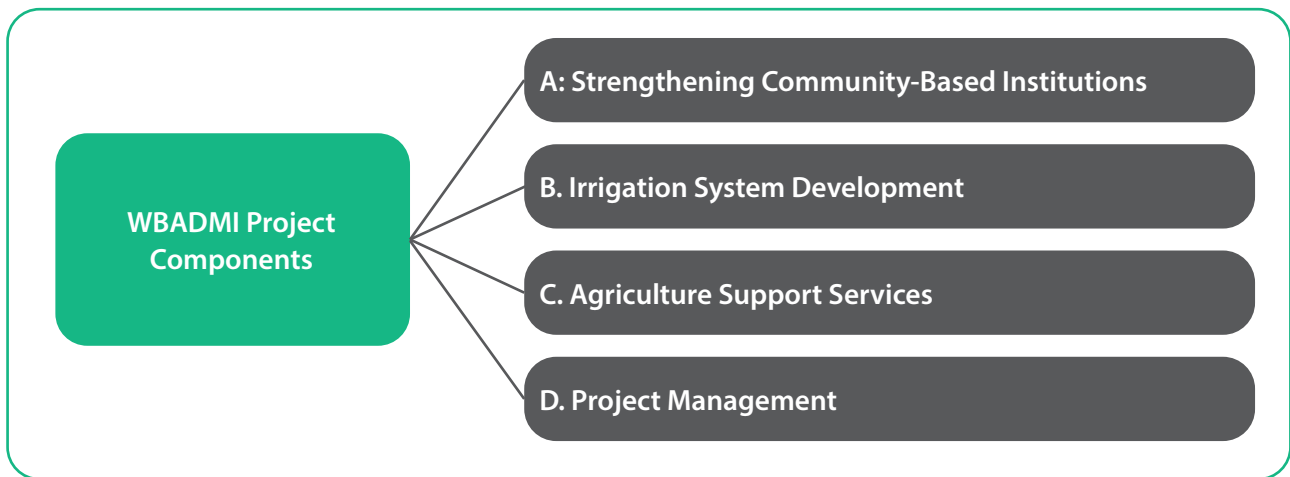 WBADMI Project
Components
A: Strengthening Community-Based Institutions
B. Irrigation System Development
C. Agriculture Support Services
D. Project Management